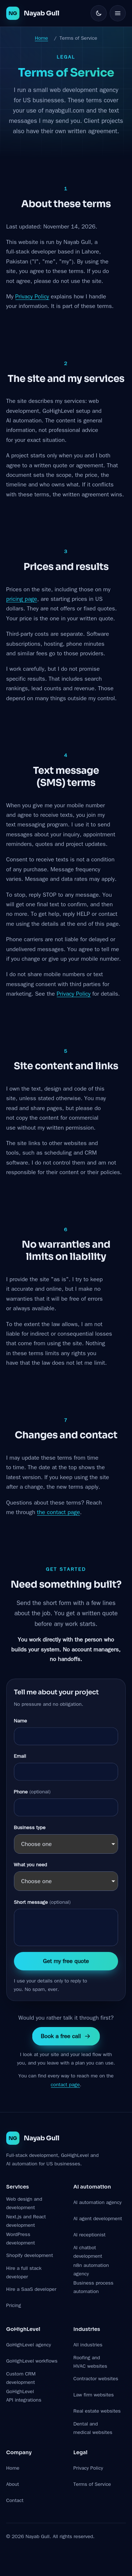 NG Nayab Gull
Home / Terms of Service
LEGAL
Terms of Service
I run a small web development agency
for US businesses. These terms cover
your use of nayabgull.com and the text
messages I may send you. Client projects
also have their own written agreement.
1
About these terms
Last updated: November 14, 2026.
This website is run by Nayab Gull, a
full-stack developer based in Lahore,
Pakistan ("I", "me", "my"). By using the
site, you agree to these terms. If you do
not agree, please do not use the site.
My Privacy Policy explains how I handle
your information. It is part of these terms.
2
The site and my services
The site describes my services: web
development, GoHighLevel setup and
AI automation. The content is general
information, not professional advice
for your exact situation.
A project starts only when you and I both
agree to a written quote or agreement. That
document sets the scope, the price, the
timeline and who owns what. If it conflicts
with these terms, the written agreement wins.
3
Prices and results
Prices on the site, including those on my
pricing page, are starting prices in US
dollars. They are not offers or fixed quotes.
Your price is the one in your written quote.
Third-party costs are separate. Software
subscriptions, hosting, phone minutes
and similar fees go to those providers.
I work carefully, but I do not promise
specific results. That includes search
rankings, lead counts and revenue. Those
depend on many things outside my control.
4
Text message
(SMS) terms
When you give me your mobile number
and agree to receive texts, you join my
text messaging program. I use it to send
messages about your inquiry, appointment
reminders, quotes and project updates.
Consent to receive texts is not a condition
of any purchase. Message frequency
varies. Message and data rates may apply.
To stop, reply STOP to any message. You
will get one final text to confirm, and then
no more. To get help, reply HELP or contact
me using the details at the end of this page.
Phone carriers are not liable for delayed or
undelivered messages. You agree to tell me
if you change or give up your mobile number.
I do not share mobile numbers or text
messaging consent with third parties for
marketing. See the Privacy Policy for details.
5
Site content and links
I own the text, design and code of this
site, unless stated otherwise. You may
read and share pages, but please do
not copy the content for commercial
use without my written permission.
The site links to other websites and
tools, such as scheduling and CRM
software. I do not control them and am not
responsible for their content or their policies.
6
No warranties and
limits on liability
I provide the site "as is". I try to keep
it accurate and online, but I make no
warranties that it will be free of errors
or always available.
To the extent the law allows, I am not
liable for indirect or consequential losses
that come from using this site. Nothing
in these terms limits any rights you
have that the law does not let me limit.
7
Changes and contact
I may update these terms from time
to time. The date at the top shows the
latest version. If you keep using the site
after a change, the new terms apply.
Questions about these terms? Reach
me through the contact page.
GET STARTED
Need something built?
Send the short form with a few lines
about the job. You get a written quote
before any work starts.
You work directly with the person who
builds your system. No account managers,
no handoffs.
Tell me about your project
No pressure and no obligation.
Name
Email
Phone (optional)
Business type
Choose one
What you need
Choose one
Short message (optional)
Get my free quote
I use your details only to reply to
you. No spam, ever.
Would you rather talk it through first?
Book a free call →
I look at your site and your lead flow with
you, and you leave with a plan you can use.
You can find every way to reach me on the
contact page.
NG Nayab Gull
Full-stack development, GoHighLevel and
AI automation for US businesses.
Services
Web design and
development
Next.js and React
development
WordPress
development
Shopify development
Hire a full stack
developer
Hire a SaaS developer
Pricing
AI automation
AI automation agency
AI agent development
AI receptionist
AI chatbot
development
n8n automation
agency
Business process
automation
GoHighLevel
GoHighLevel agency
GoHighLevel workflows
Custom CRM
development
GoHighLevel
API integrations
Industries
All industries
Roofing and
HVAC websites
Contractor websites
Law firm websites
Real estate websites
Dental and
medical websites
Company
Home
About
Contact
Legal
Privacy Policy
Terms of Service
© 2026 Nayab Gull. All rights reserved.